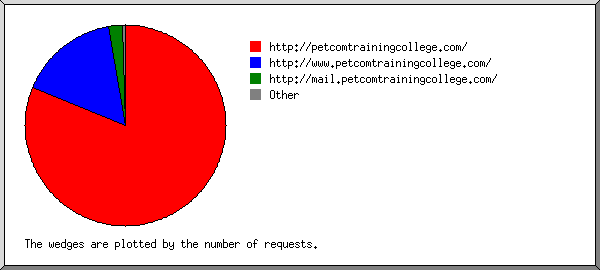 http://petcomtrainingcollege.com/
http://www.petcomtrainingcollege.com/
http://mail.petcomtrainingcollege.com/
Other
The wedges are plotted by the number of requests.